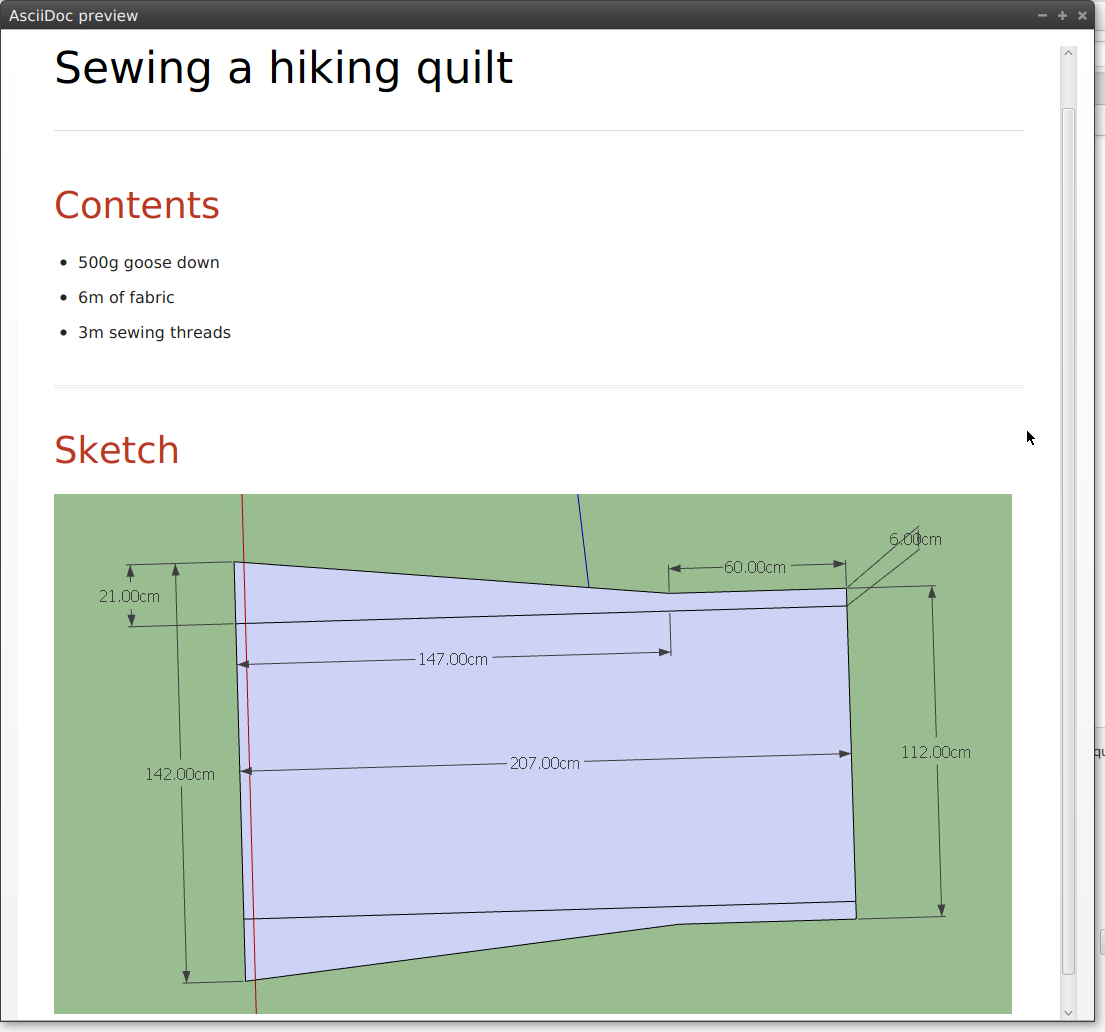 AsciiDoc preview
Sewing a hiking quilt
Contents
500g goose down
6m of fabric
3m sewing threads
Sketch
6.00cm
60.00cm
21.00cm
147.00cm
207.00cm
112.00cm
142.00cm
qu